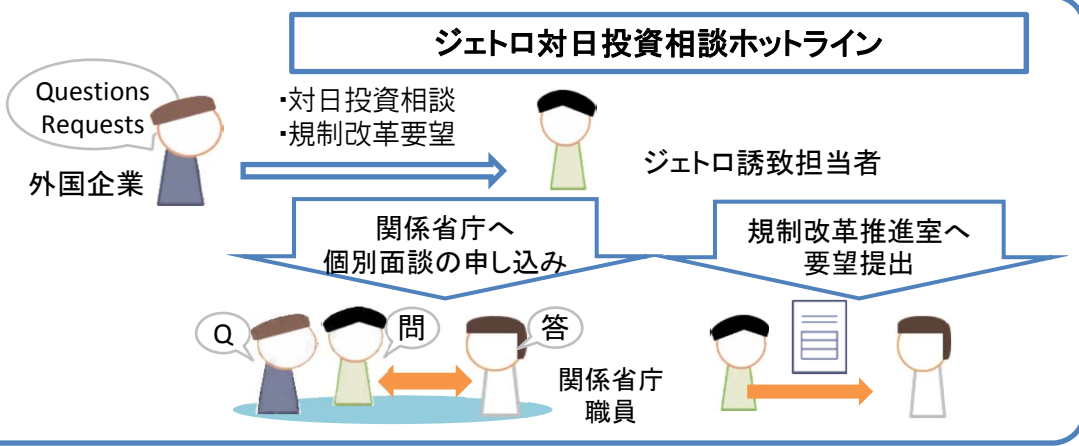 ジェトロ対日投資相談ホットライン
Questions
Requests
・対日投資相談
・規制改革要望
外国企業
ジェトロ誘致担当者
関係省庁へ
個別面談の申し込み
規制改革推進室へ
要望提出
Q
問
答
関係省庁
職員